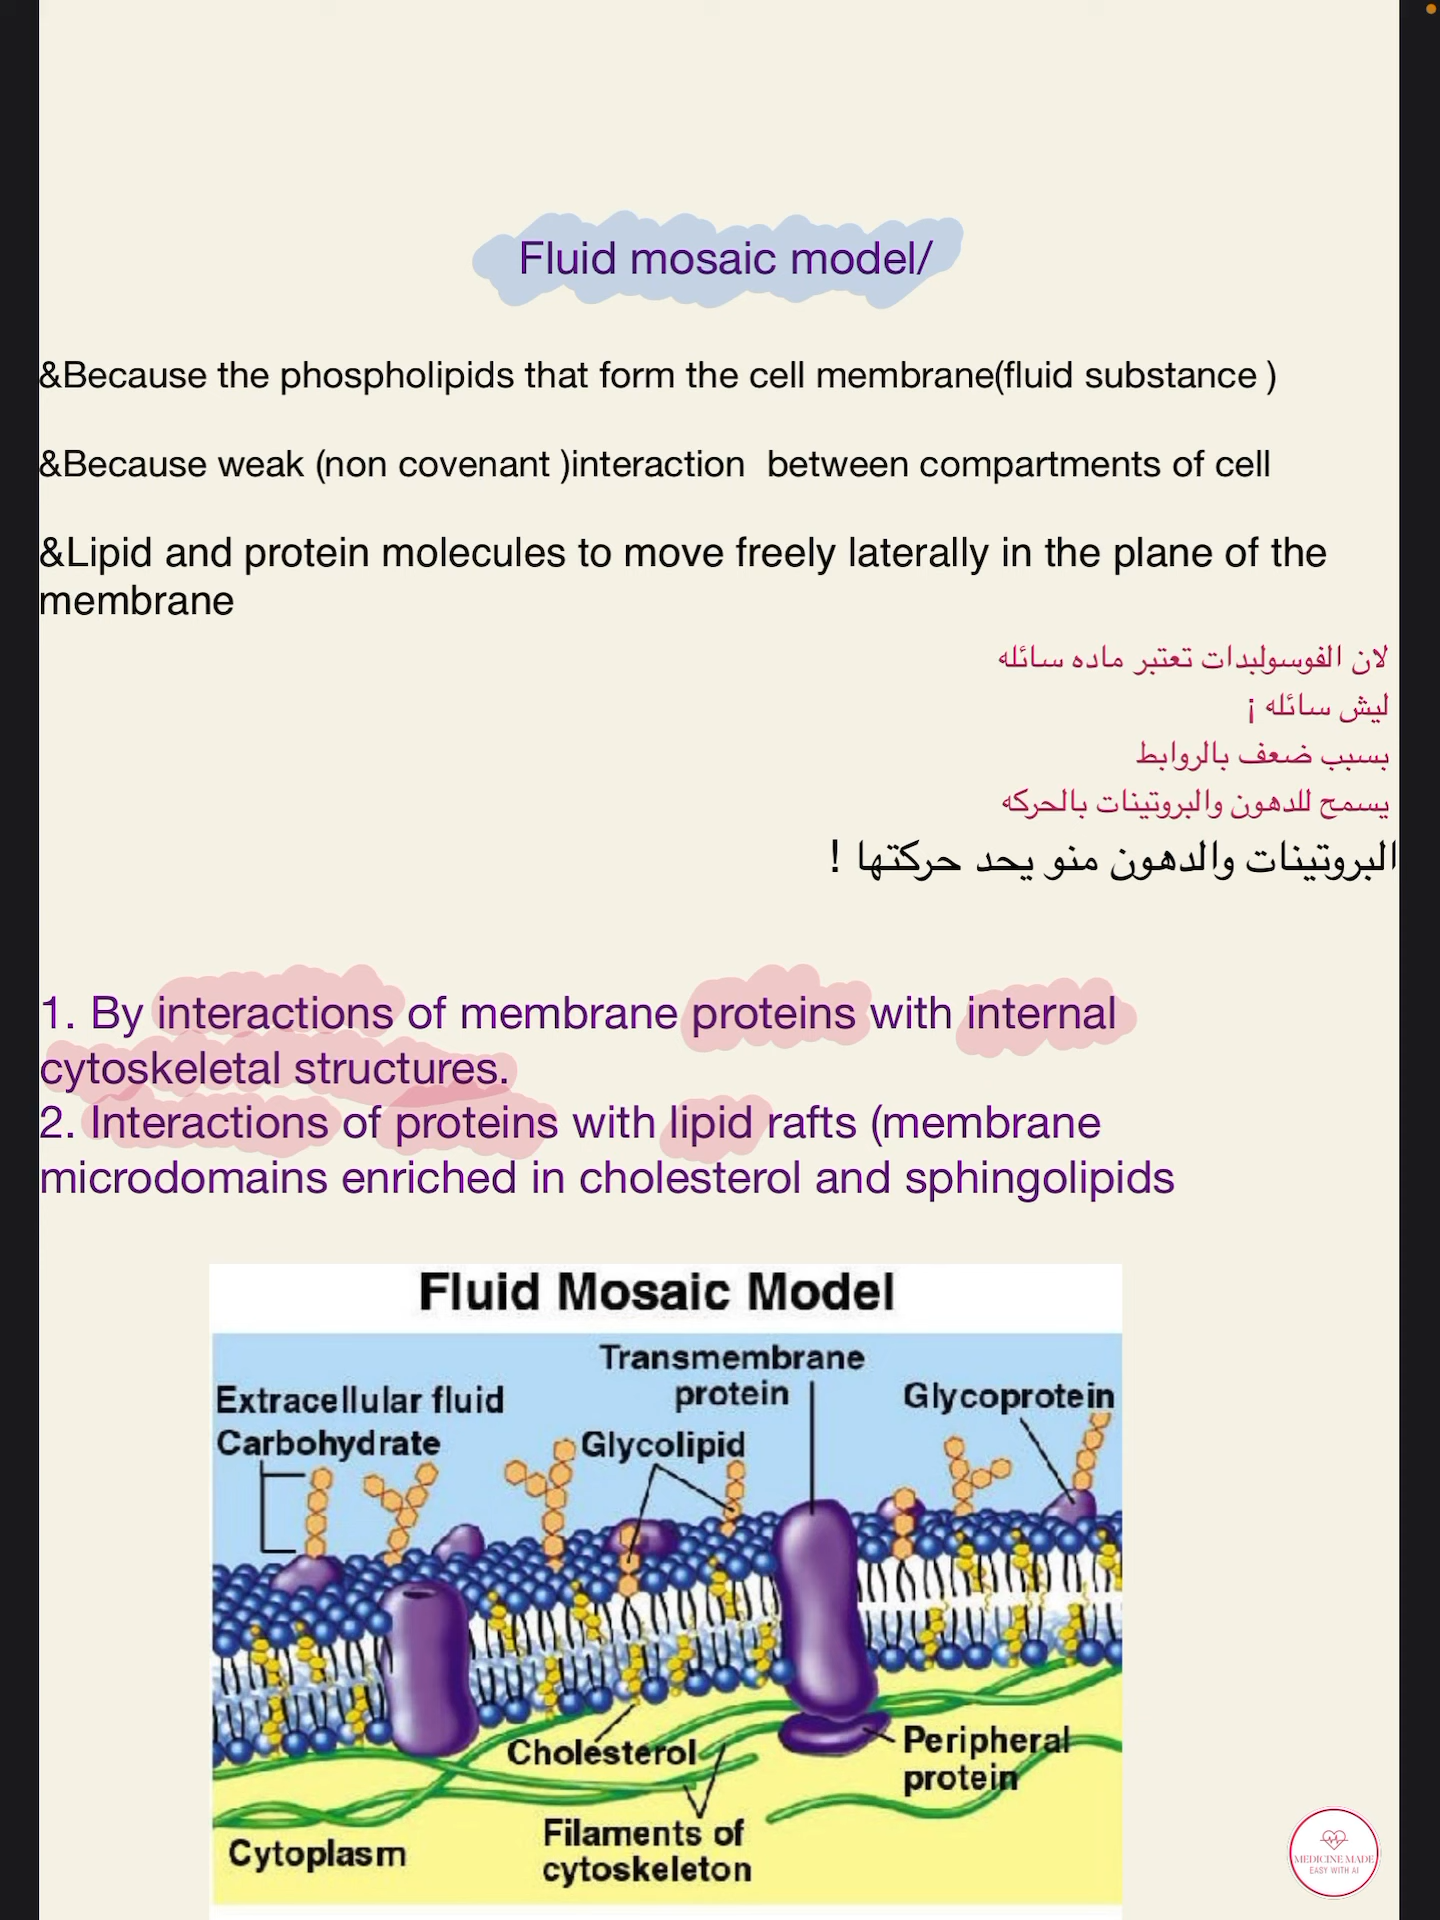 Fluid mosaic model/
&Because the phospholipids that form the cell membrane(fluid substance )
&Because weak (non covenant )interaction  between compartments of cell
&Lipid and protein molecules to move freely laterally in the plane of the
membrane
لان الفوسولبدات تعتبر ماده سائله
ليش سائله ¡
بسبب ضعف بالروابط
يسمح للدهون والبروتينات بالحركه
البروتينات والدهون منو يحد حركتها !
1. By interactions of membrane proteins with internal
cytoskeletal structures.
2. Interactions of proteins with lipid rafts (membrane
microdomains enriched in cholesterol and sphingolipids
Fluid Mosaic Model
Transmembrane
protein
Extracellular fluid
Glycoprotein
Carbohydrate
Glycolipid
Cholesterol
Peripheral
protein
Filaments of
cytoskeleton
Cytoplasm
MEDICINE MADE
EASY WITH AI